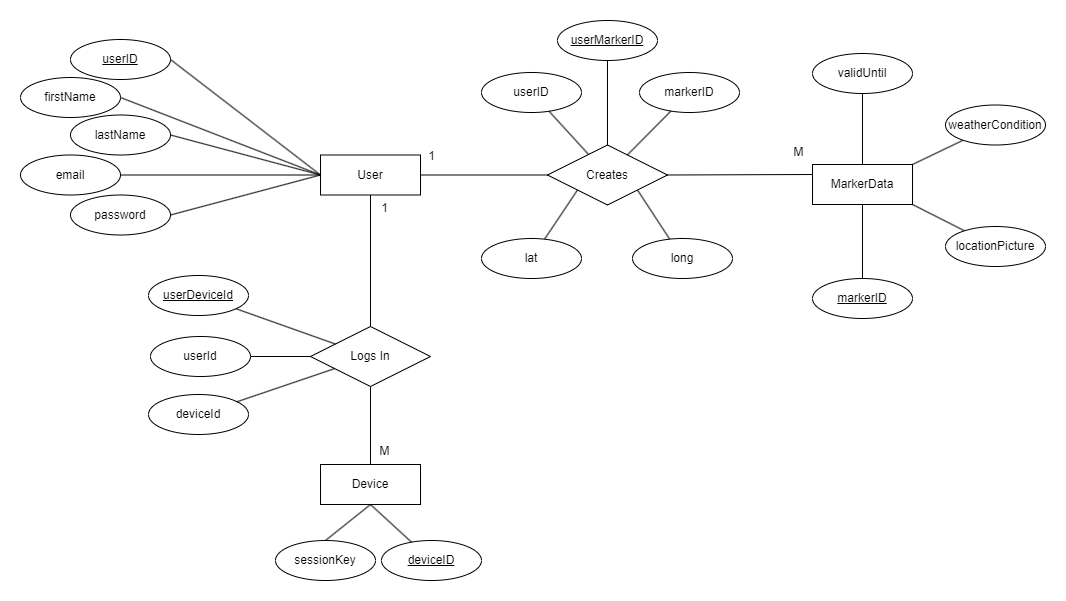 userMarkerID
userID
validUntil
firstName
userID
markerID
weatherCondition
lastName
1
M
email
User
Creates
MarkerData
password
1
lat
long
locationPicture
userDeviceId
markerID
userId
Logs In
deviceId
M
Device
sessionKey
deviceID